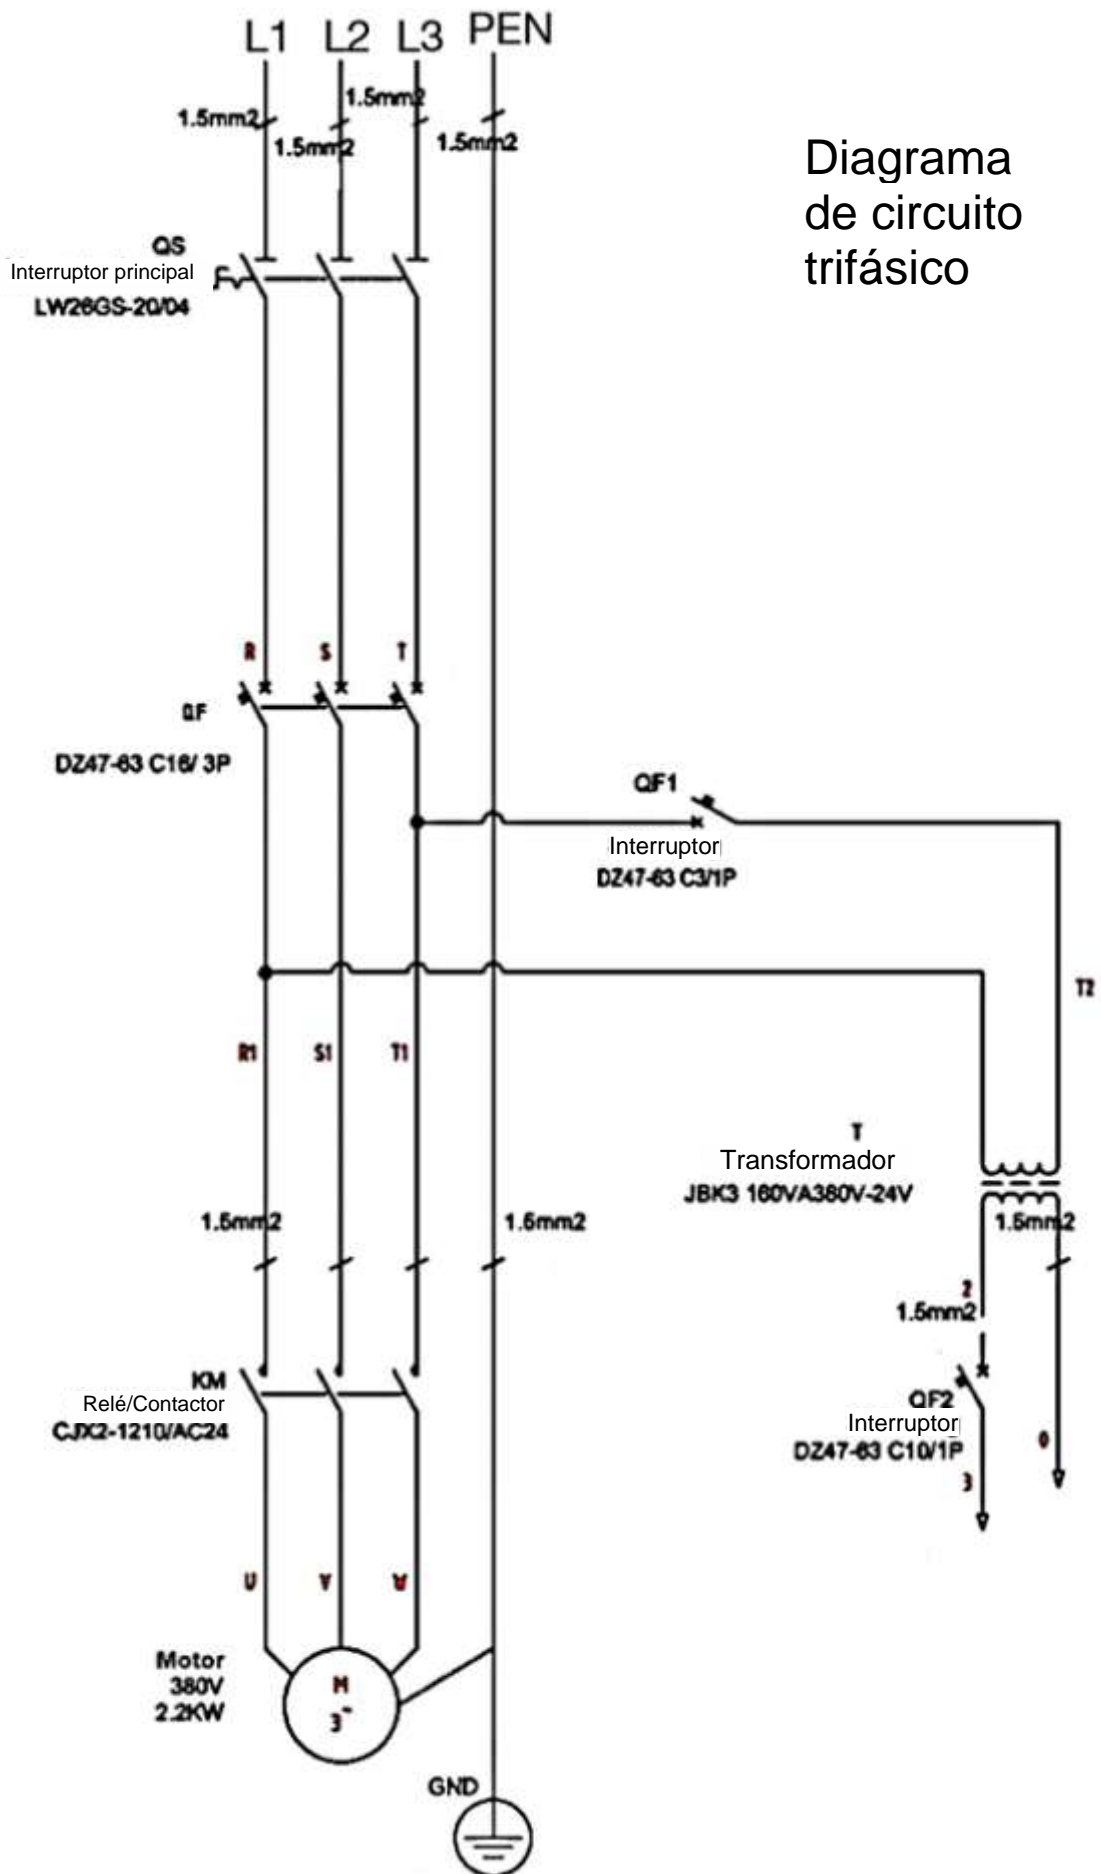 L1 L2 L3 PEN
1.5mm2
1.5mm2
1.5mm2
1.5mm2
Diagrama
de circuito
trifásico
QS
Interruptor principal
LW26GS-20/04
R S T
QF
DZ47-63 C16/ 3P
QF1
Interruptor
DZ47-63 C3/1P
T2
R1 S1 T1
T
Transformador
JBK3 160VA380V-24V
1.5mm2
1.5mm2
1.5mm2
2
1.5mm2
KM
Relé/Contactor
CJX2-1210/AC24
QF2
Interruptor
DZ47-63 C10/1P
0
3
U V W
Motor
380V
2.2KW
M
3~
GND